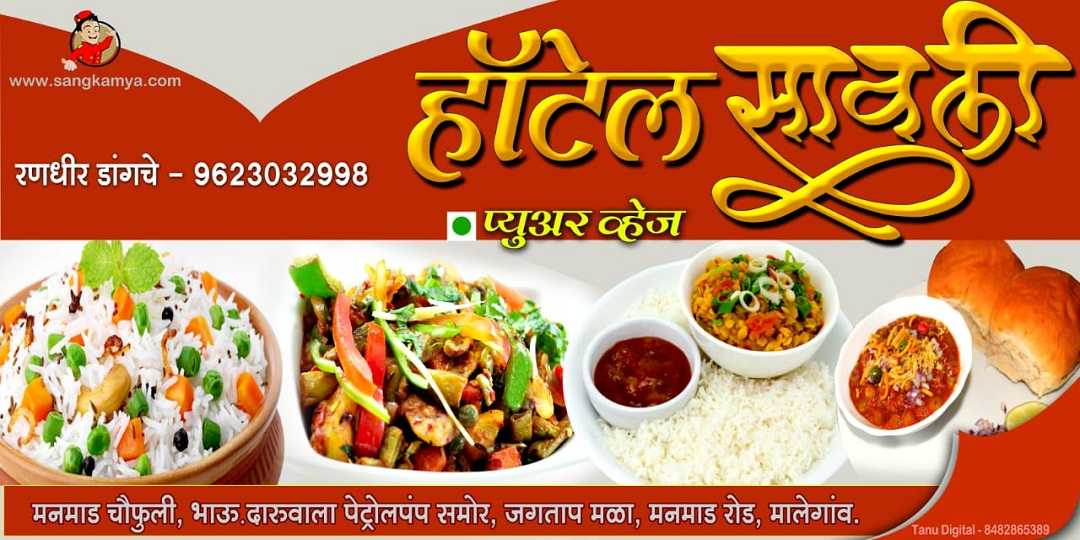 www.sangkamya.com
हॉटेल सावली
रणधीर डांगचे - 9623032998
प्युअर व्हेज
मनमाड चौफुली, भाऊ.दारुवाला पेट्रोलपंप समोर, जगताप मळा, मनमाड रोड, मालेगांव.
Tanu Digital - 8482865389